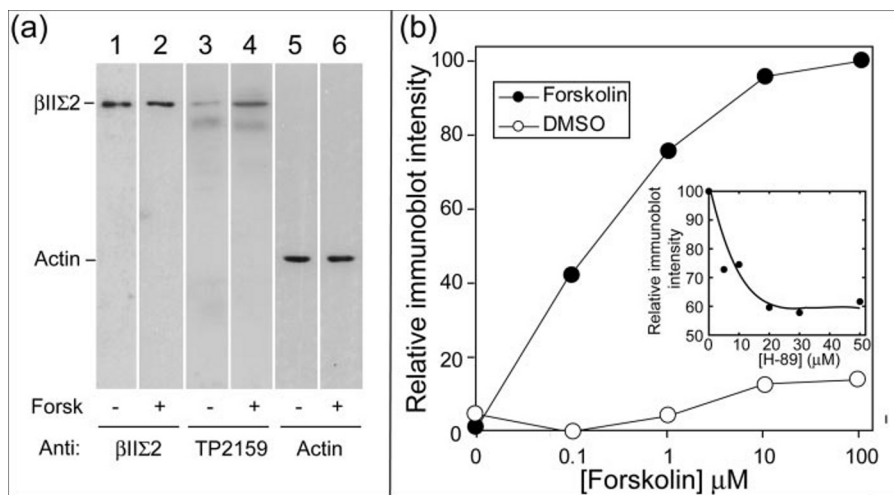 (a)
1 2 3 4 5 6
βIIΣ2
Actin
Forsk - + - + - +
Anti: βIIΣ2 TP2159 Actin
(b)
Relative immunoblot intensity
100
80
60
40
20
0
Forskolin
DMSO
0 0.1 1 10 100
[Forskolin] μM
Relative immunoblot
intensity
100
90
80
70
60
50
0 10 20 30 40 50
[H-89] (μM)